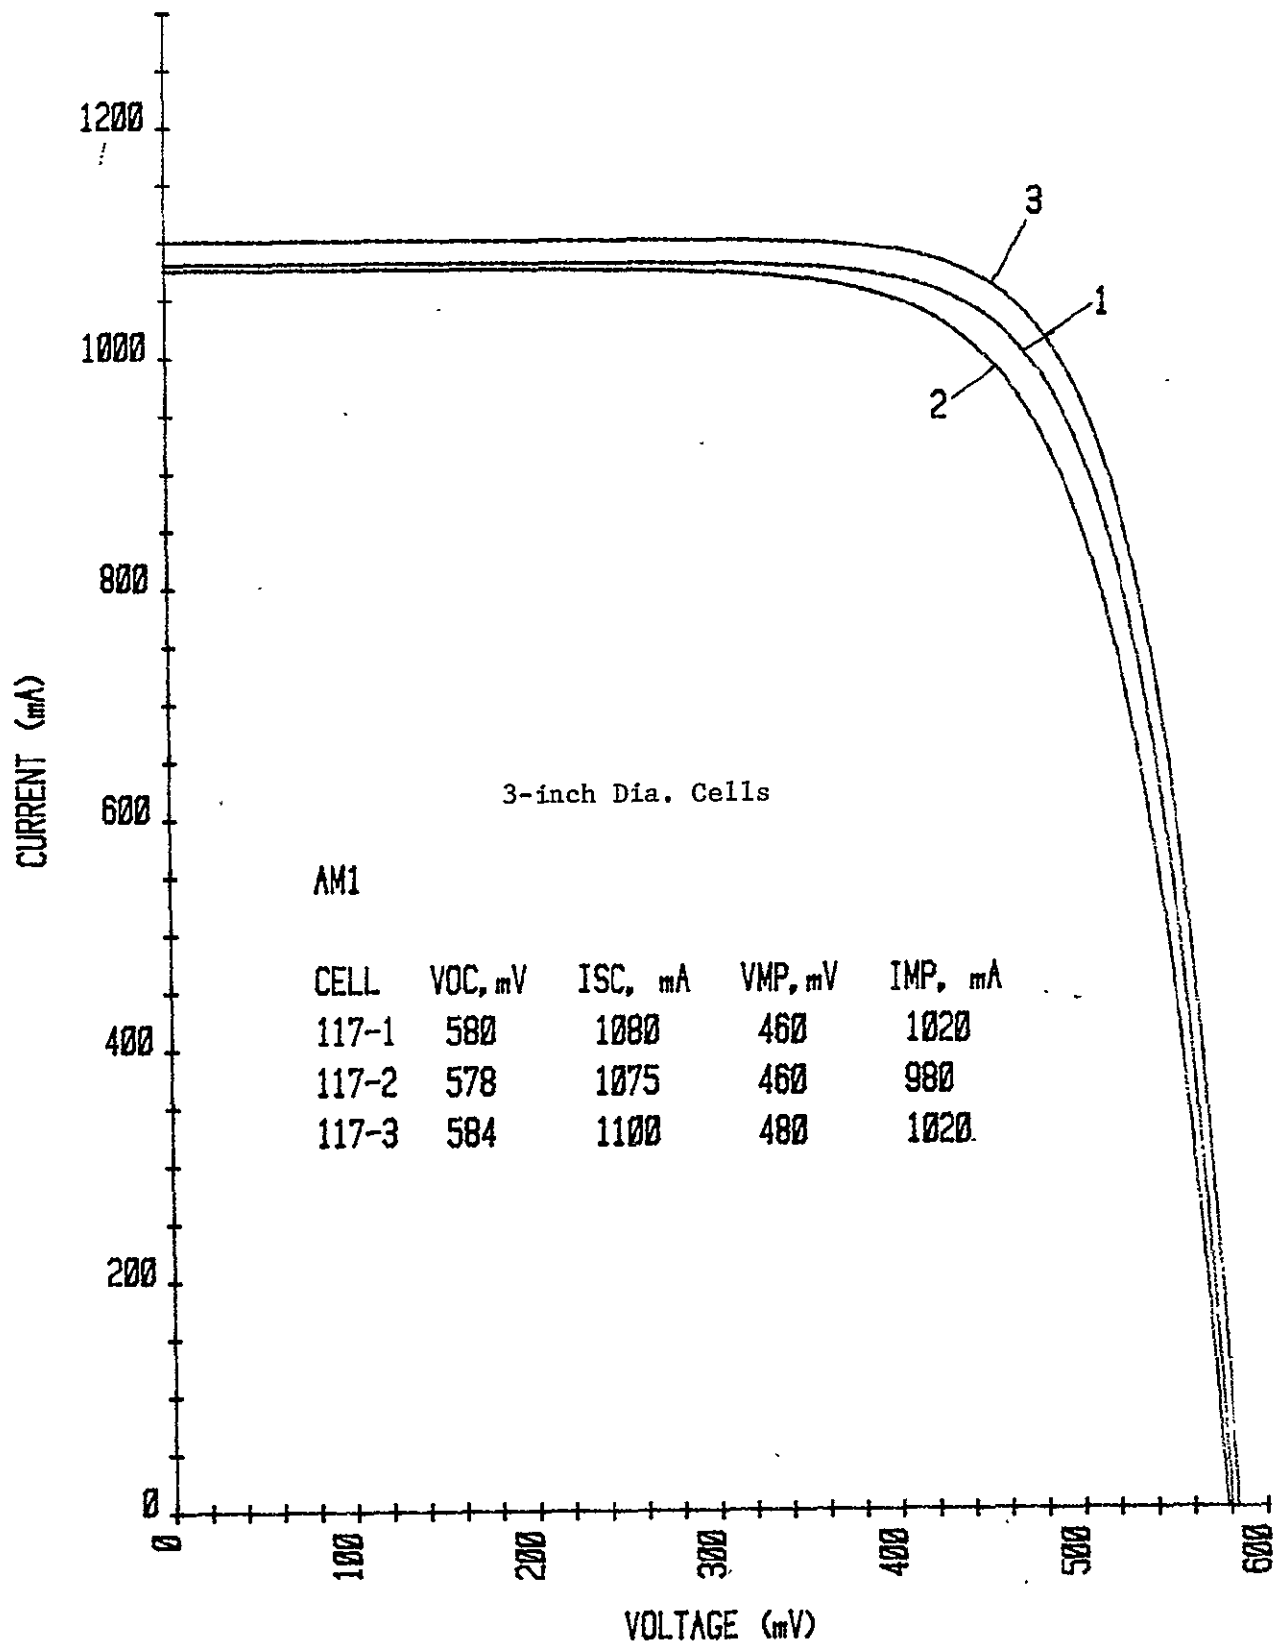 1200
1000
800
600
400
200
0
CURRENT (mA)
3
1
2
3-inch Dia. Cells
AM1
CELL VOC, mV ISC, mA VMP, mV IMP, mA
117-1 580 1080 460 1020
117-2 578 1075 460 980
117-3 584 1100 480 1020
0 100 200 300 400 500 600
VOLTAGE (mV)